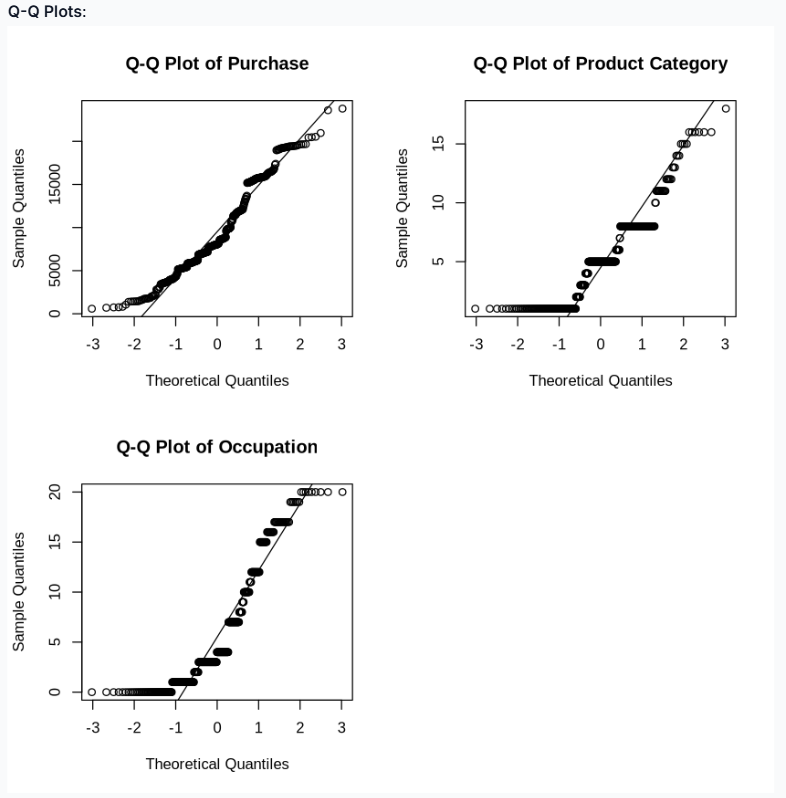 Q-Q Plots:
Q-Q Plot of Purchase
Sample Quantiles
15000
5000
0
-3 -2 -1 0 1 2 3
Theoretical Quantiles
Q-Q Plot of Product Category
Sample Quantiles
15
10
5
-3 -2 -1 0 1 2 3
Theoretical Quantiles
Q-Q Plot of Occupation
Sample Quantiles
20
15
10
5
0
-3 -2 -1 0 1 2 3
Theoretical Quantiles